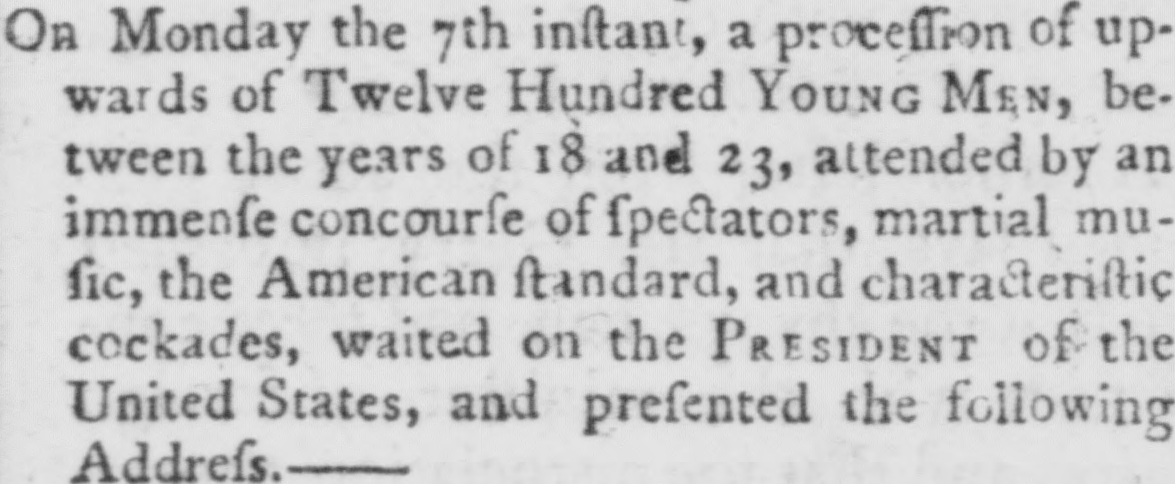 On Monday the 7th inſtant, a proceſſion of up-
wards of Twelve Hundred YOUNG MEN, be-
tween the years of 18 and 23, attended by an
immenſe concourſe of ſpectators, martial mu-
ſic, the American ſtandard, and characteriſtic
cockades, waited on the PRESIDENT of the
United States, and preſented the following
Addreſs.——